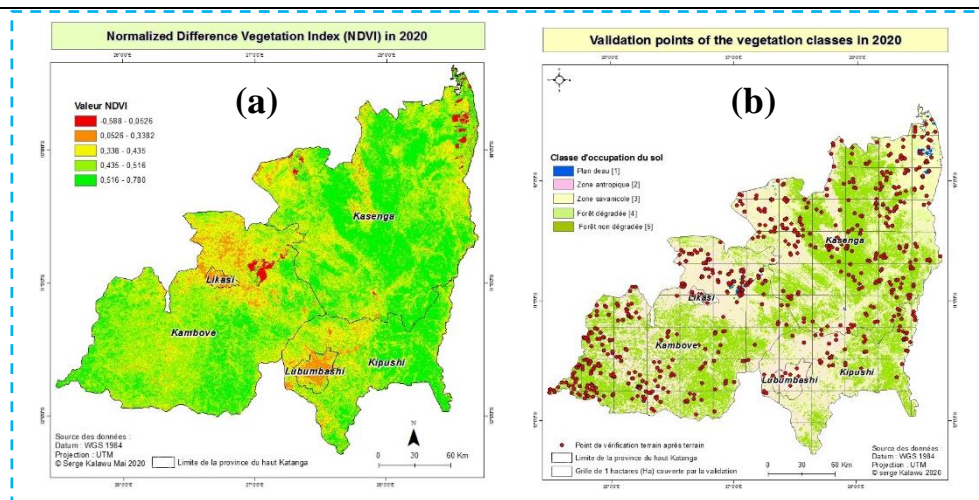 Normalized Difference Vegetation Index (NDVI) in 2020
(a)
Valeur NDVI
-0,588 - 0,0526
0,0526 - 0,3382
0,338 - 0,435
0,435 - 0,516
0,516 - 0,780
Kasenga
Likasi
Kambove
Lubumbashi
Kipushi
Source des données :
Datum : WGS 1984
Projection : UTM
© Serge Kalawu Mai 2020
Limite de la province du haut Katanga
N
0 30 60 Km
Validation points of the vegetation classes in 2020
(b)
Classe d'occupation du sol
Plan deau [1]
Zone antropique [2]
Zone savanicole [3]
Forêt dégradée [4]
Forêt non dégradée [5]
Kasenga
Likasi
Kambove
Lubumbashi
Kipushi
Point de vérification terrain après terrain
Limite de la province du haut Katanga
Grille de 1 hectares (Ha) couverte par la validation
0 30 60 Km
Source des données :
Datum : WGS 1984
Projection : UTM
© serge Kalawu 2020